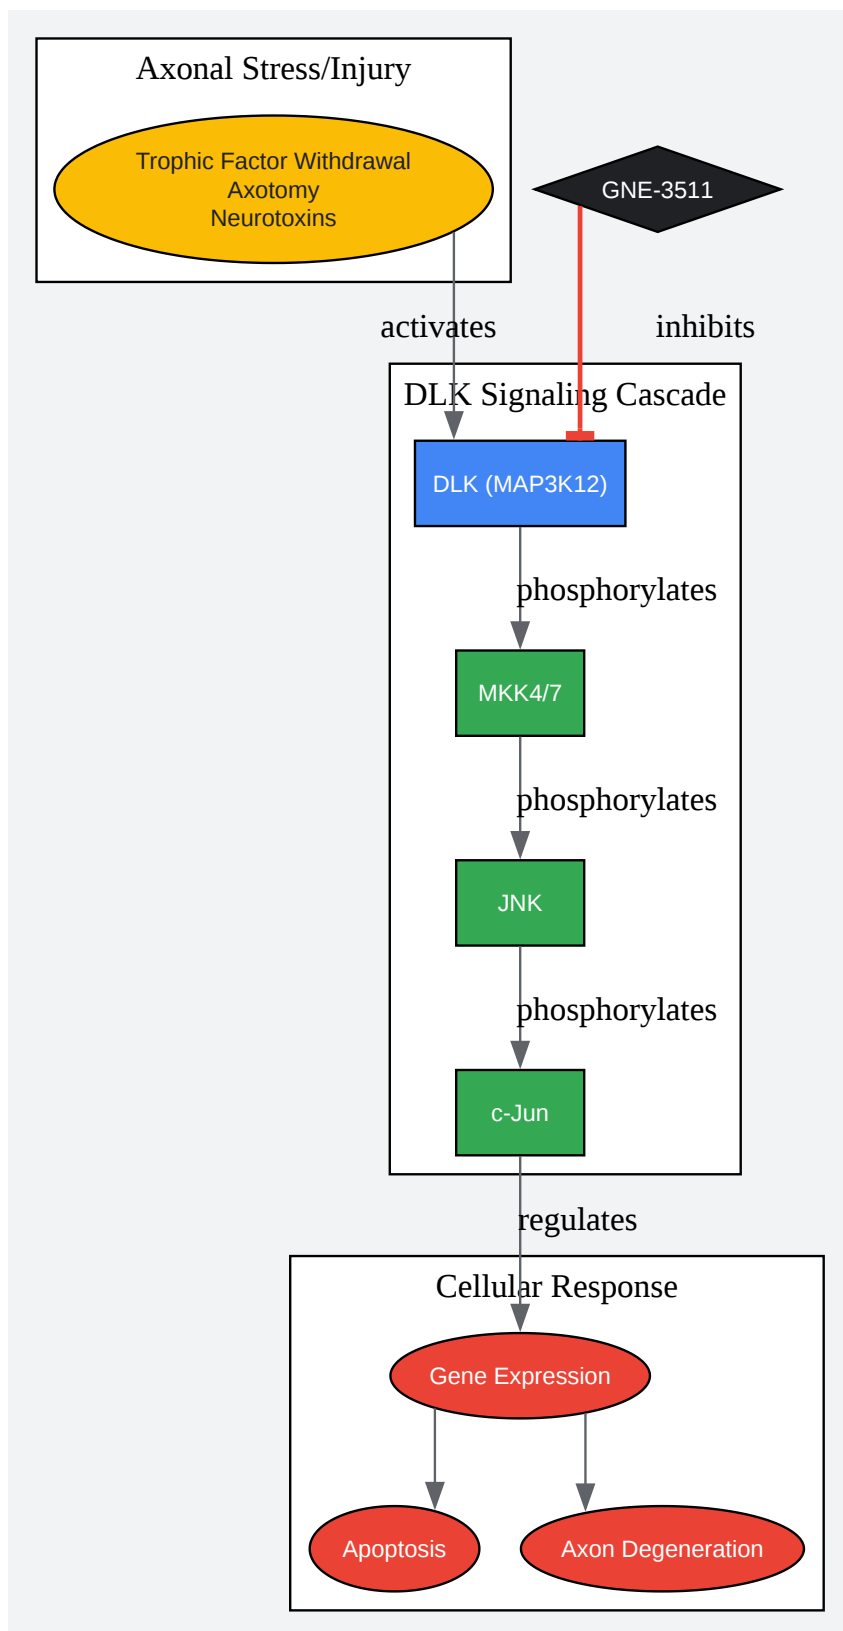 Axonal Stress/Injury
Trophic Factor Withdrawal
Axotomy
Neurotoxins
GNE-3511
activates
inhibits
DLK Signaling Cascade
DLK (MAP3K12)
phosphorylates
MKK4/7
phosphorylates
JNK
phosphorylates
c-Jun
regulates
Cellular Response
Gene Expression
Apoptosis
Axon Degeneration